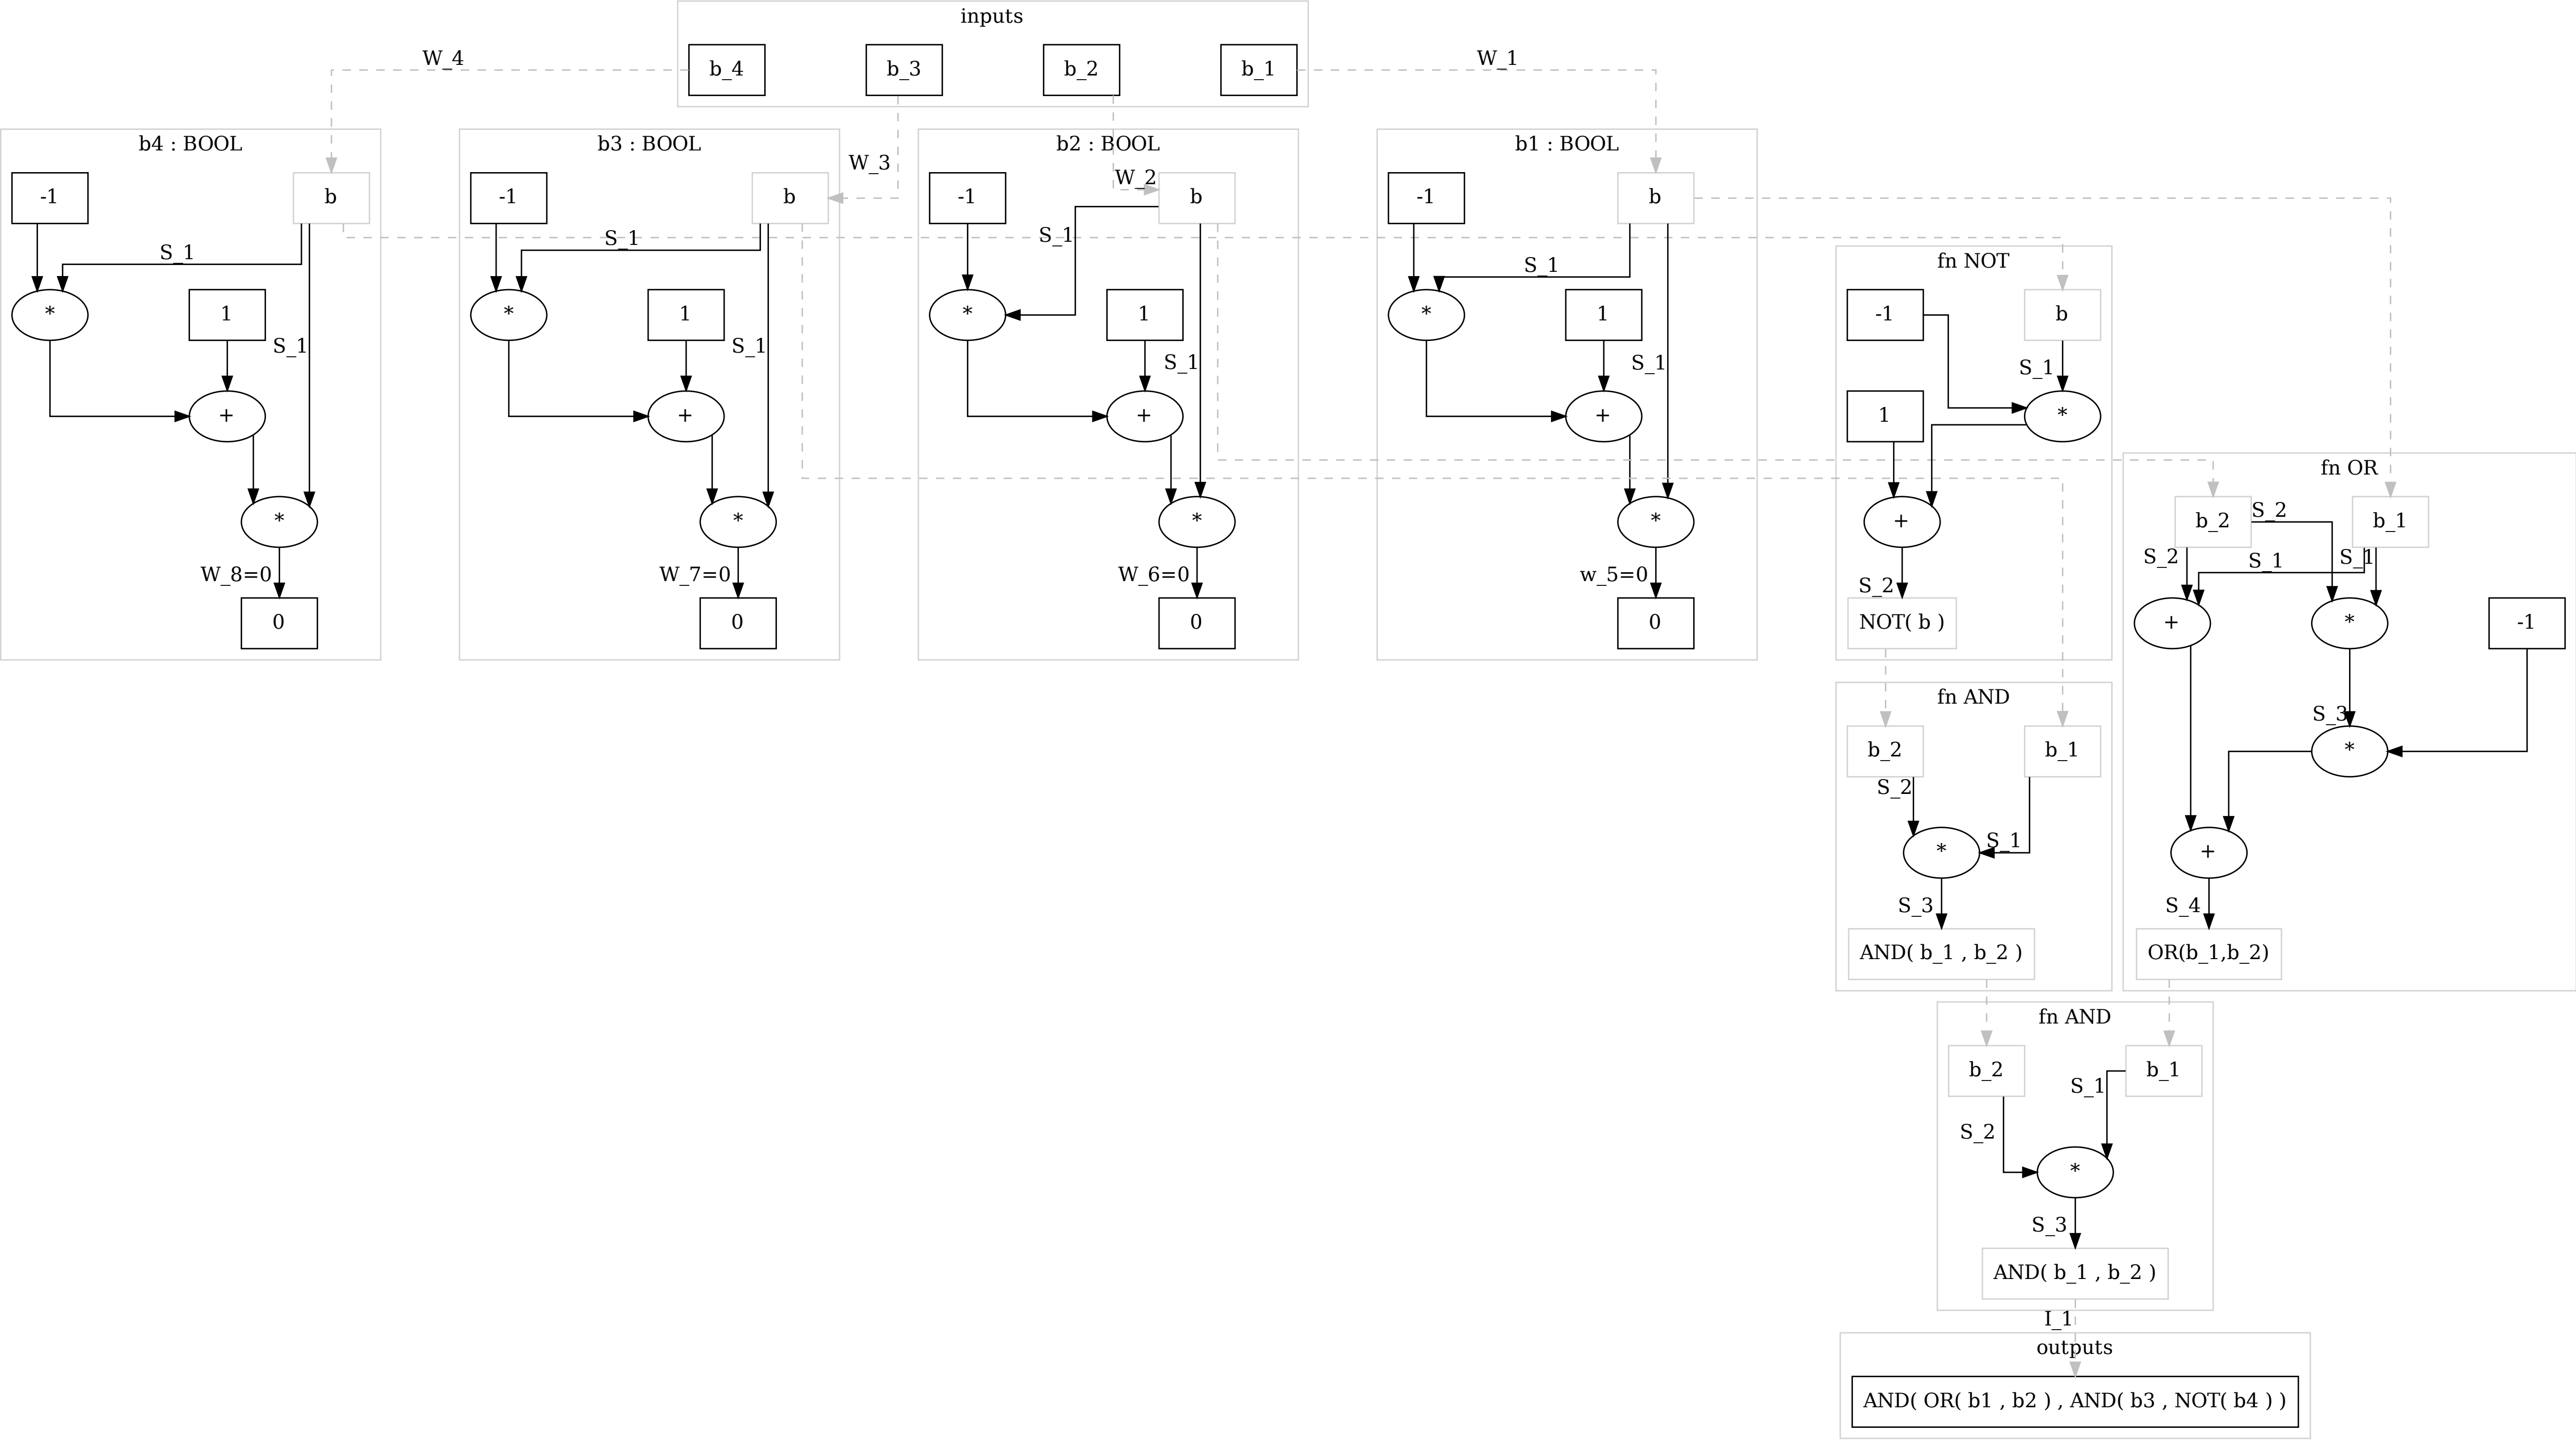 inputs
b_4
b_3
b_2
b_1
W_4
W_1
W_3
W_2
b4 : BOOL
-1
b
S_1
*
1
S_1
+
*
W_8=0
0
b3 : BOOL
-1
b
S_1
*
1
S_1
+
*
W_7=0
0
b2 : BOOL
-1
b
S_1
*
1
S_1
+
*
W_6=0
0
b1 : BOOL
-1
b
S_1
*
1
S_1
+
*
w_5=0
0
fn NOT
-1
b
S_1
1
*
+
S_2
NOT( b )
fn OR
b_2
S_2
b_1
S_2
S_1
S_1
+
*
-1
S_3
*
+
S_4
OR(b_1,b_2)
fn AND
b_2
b_1
S_2
S_1
*
S_3
AND( b_1 , b_2 )
fn AND
b_2
b_1
S_1
S_2
*
S_3
AND( b_1 , b_2 )
I_1
outputs
AND( OR( b1 , b2 ) , AND( b3 , NOT( b4 ) ) )